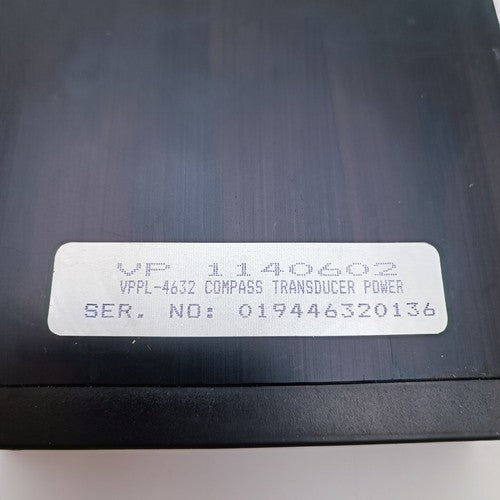 VP 1140602
VPPL-4632 COMPASS TRANSDUCER POWER
SER. NO: 019446320136